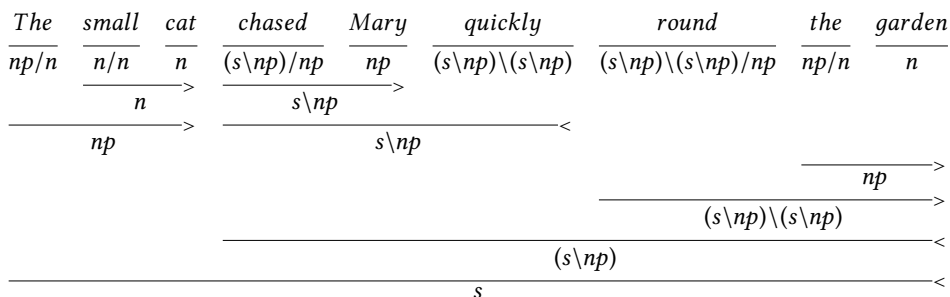 The small cat chased Mary quickly round the garden
np/n n/n n (s\np)/np np (s\np)\(s\np) (s\np)\(s\np)/np np/n n
> >
n s\np
> <
np s\np
>
np
>
(s\np)\(s\np)
<
(s\np)
<
s